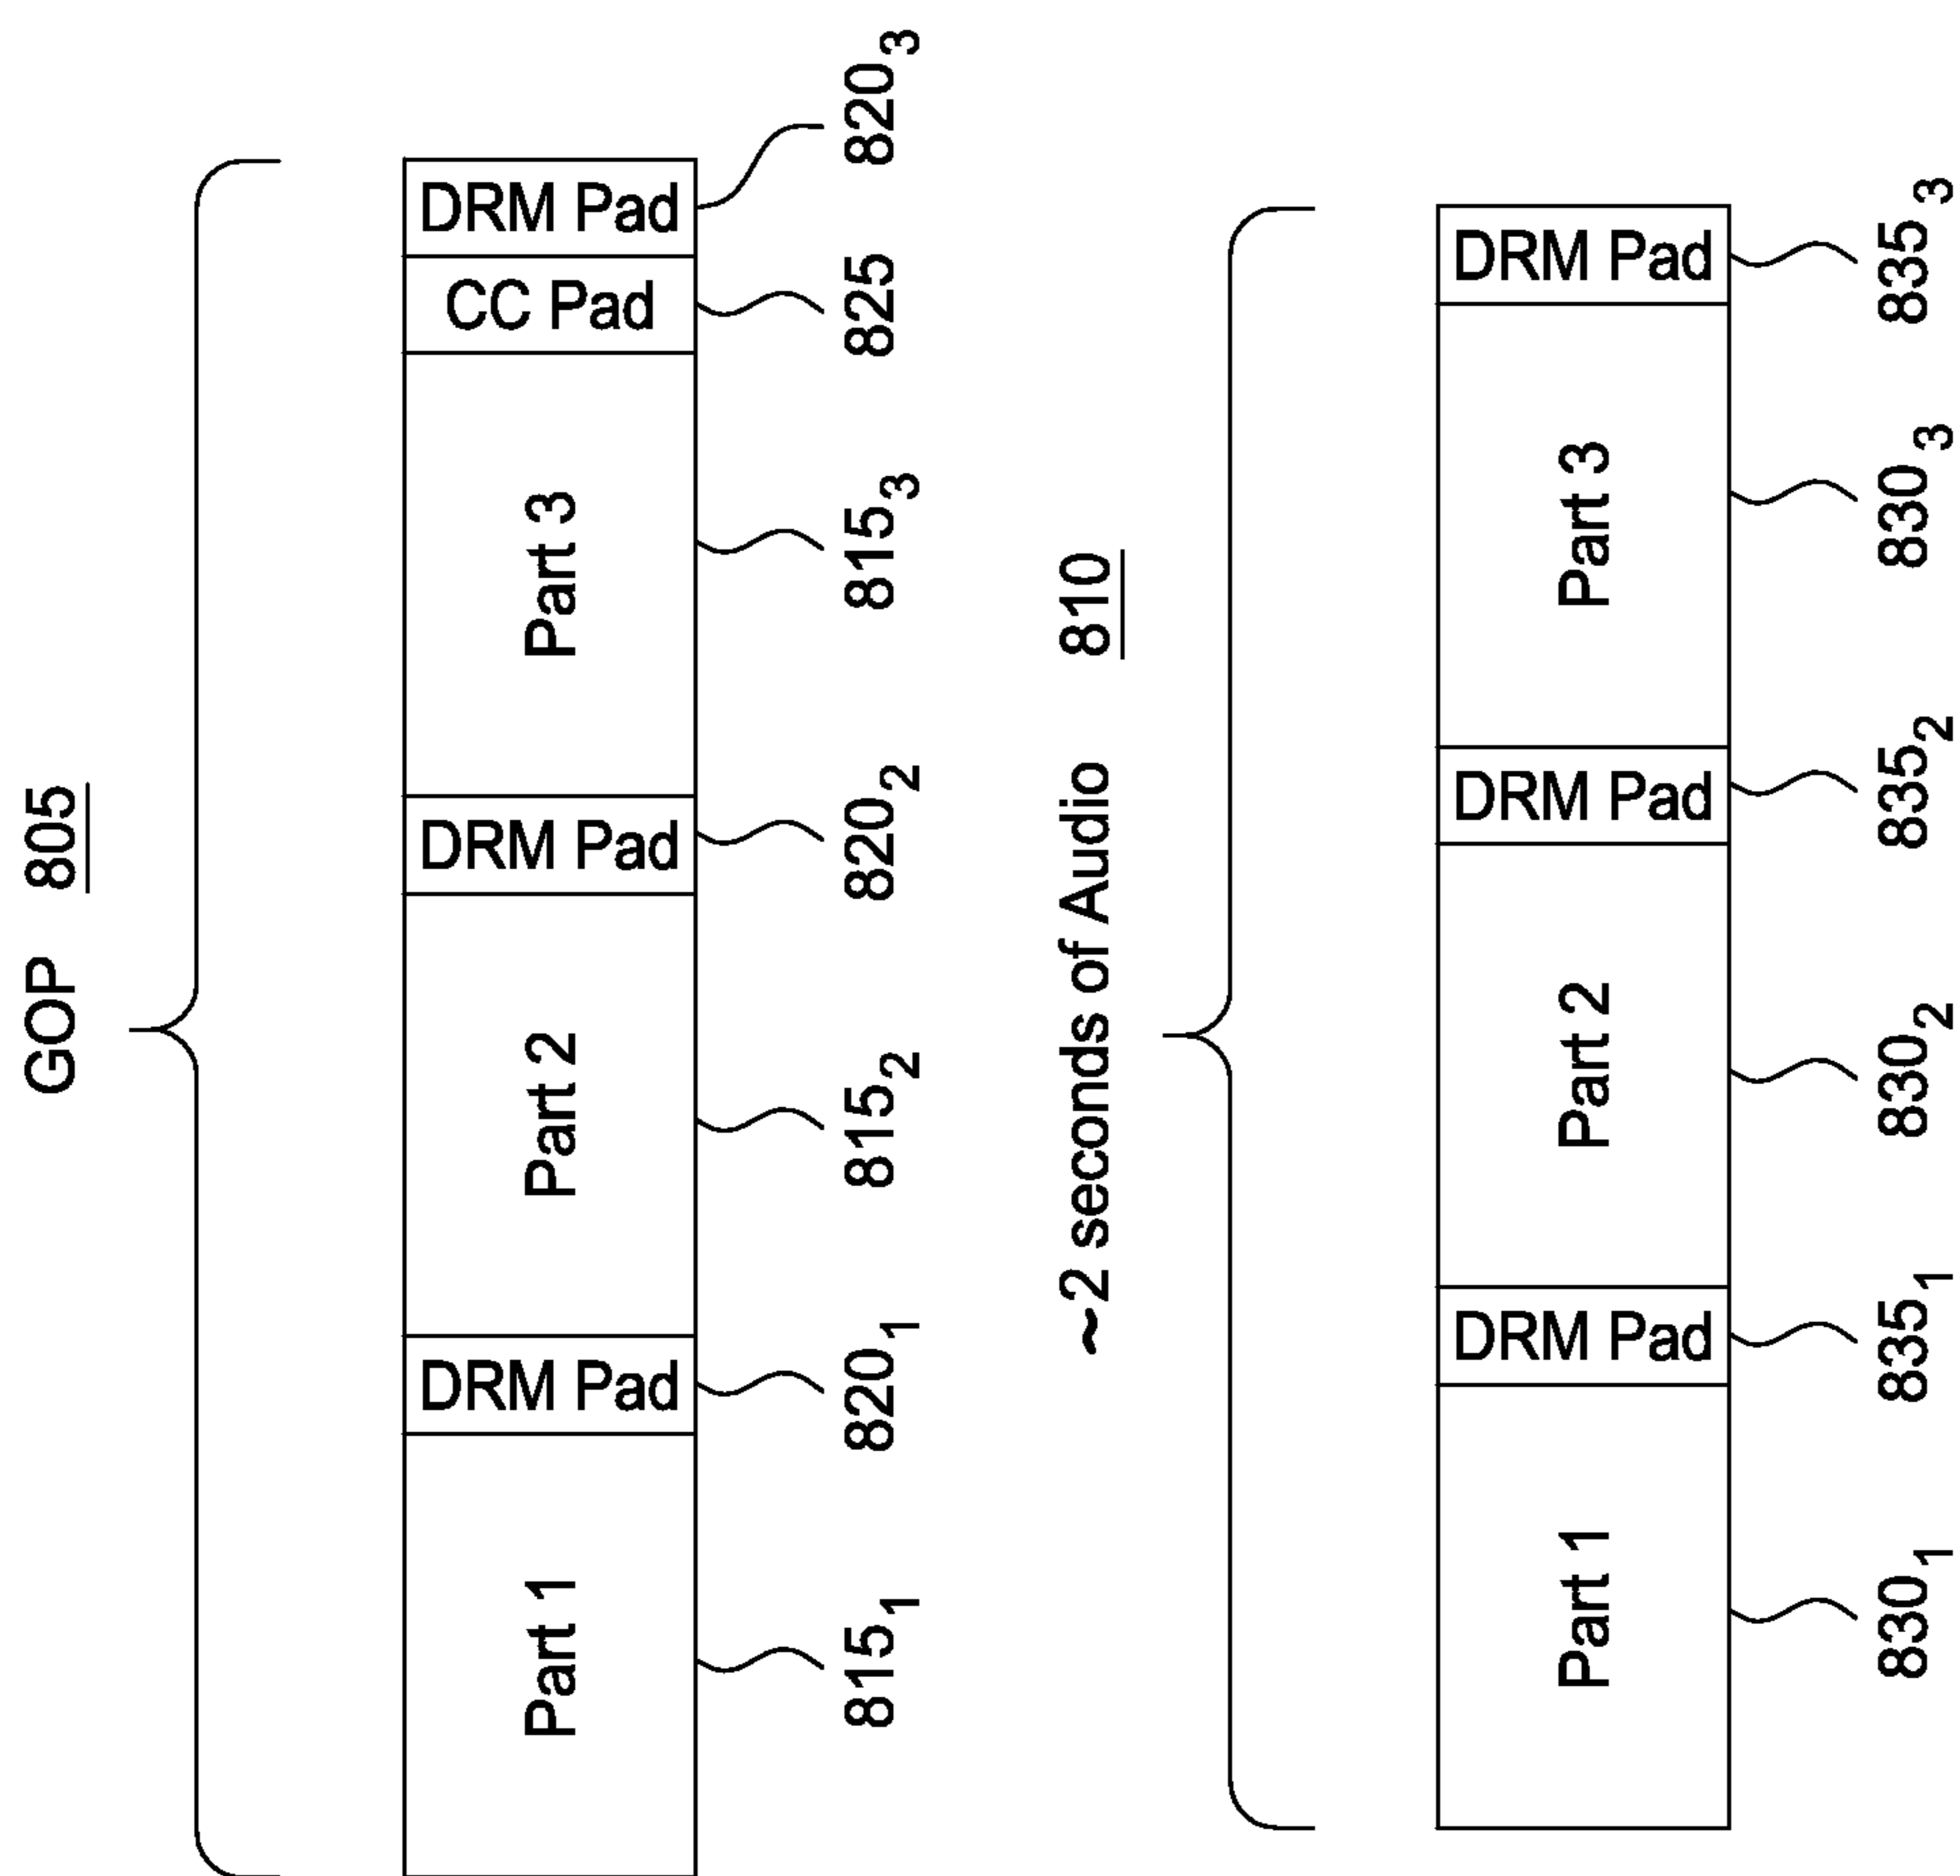 GOP 805
Part 1 DRM Pad Part 2 DRM Pad Part 3 CC Pad DRM Pad
815₁ 820₁ 815₂ 820₂ 815₃ 825 820₃
~2 seconds of Audio 810
Part 1 DRM Pad Part 2 DRM Pad Part 3 DRM Pad
830₁ 835₁ 830₂ 835₂ 830₃ 835₃